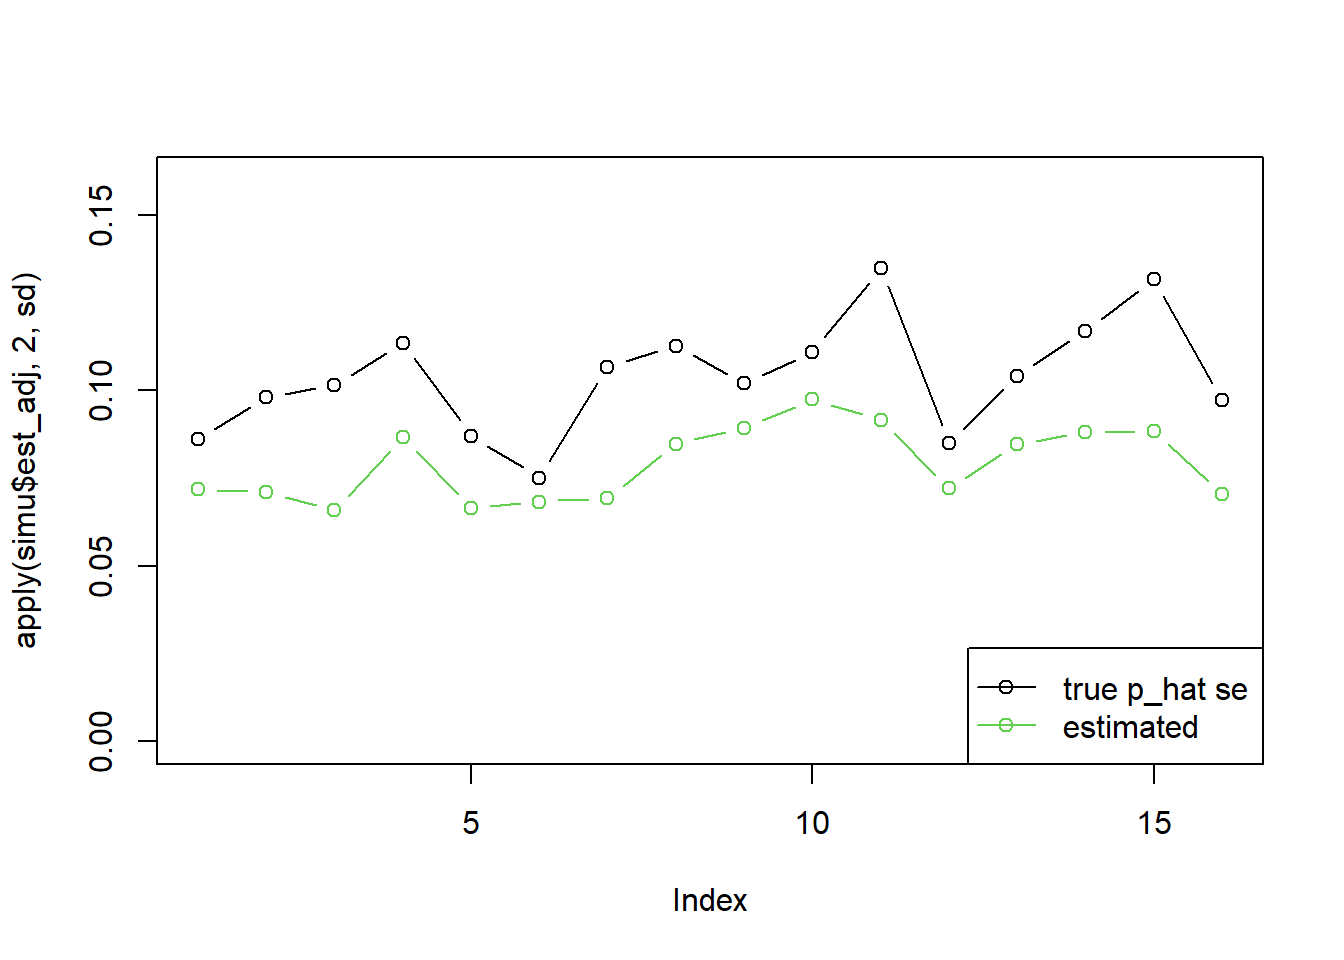 apply(simu$est_adj, 2, sd)
0.15
0.10
0.05
0.00
true p_hat se
estimated
5
10
15
Index